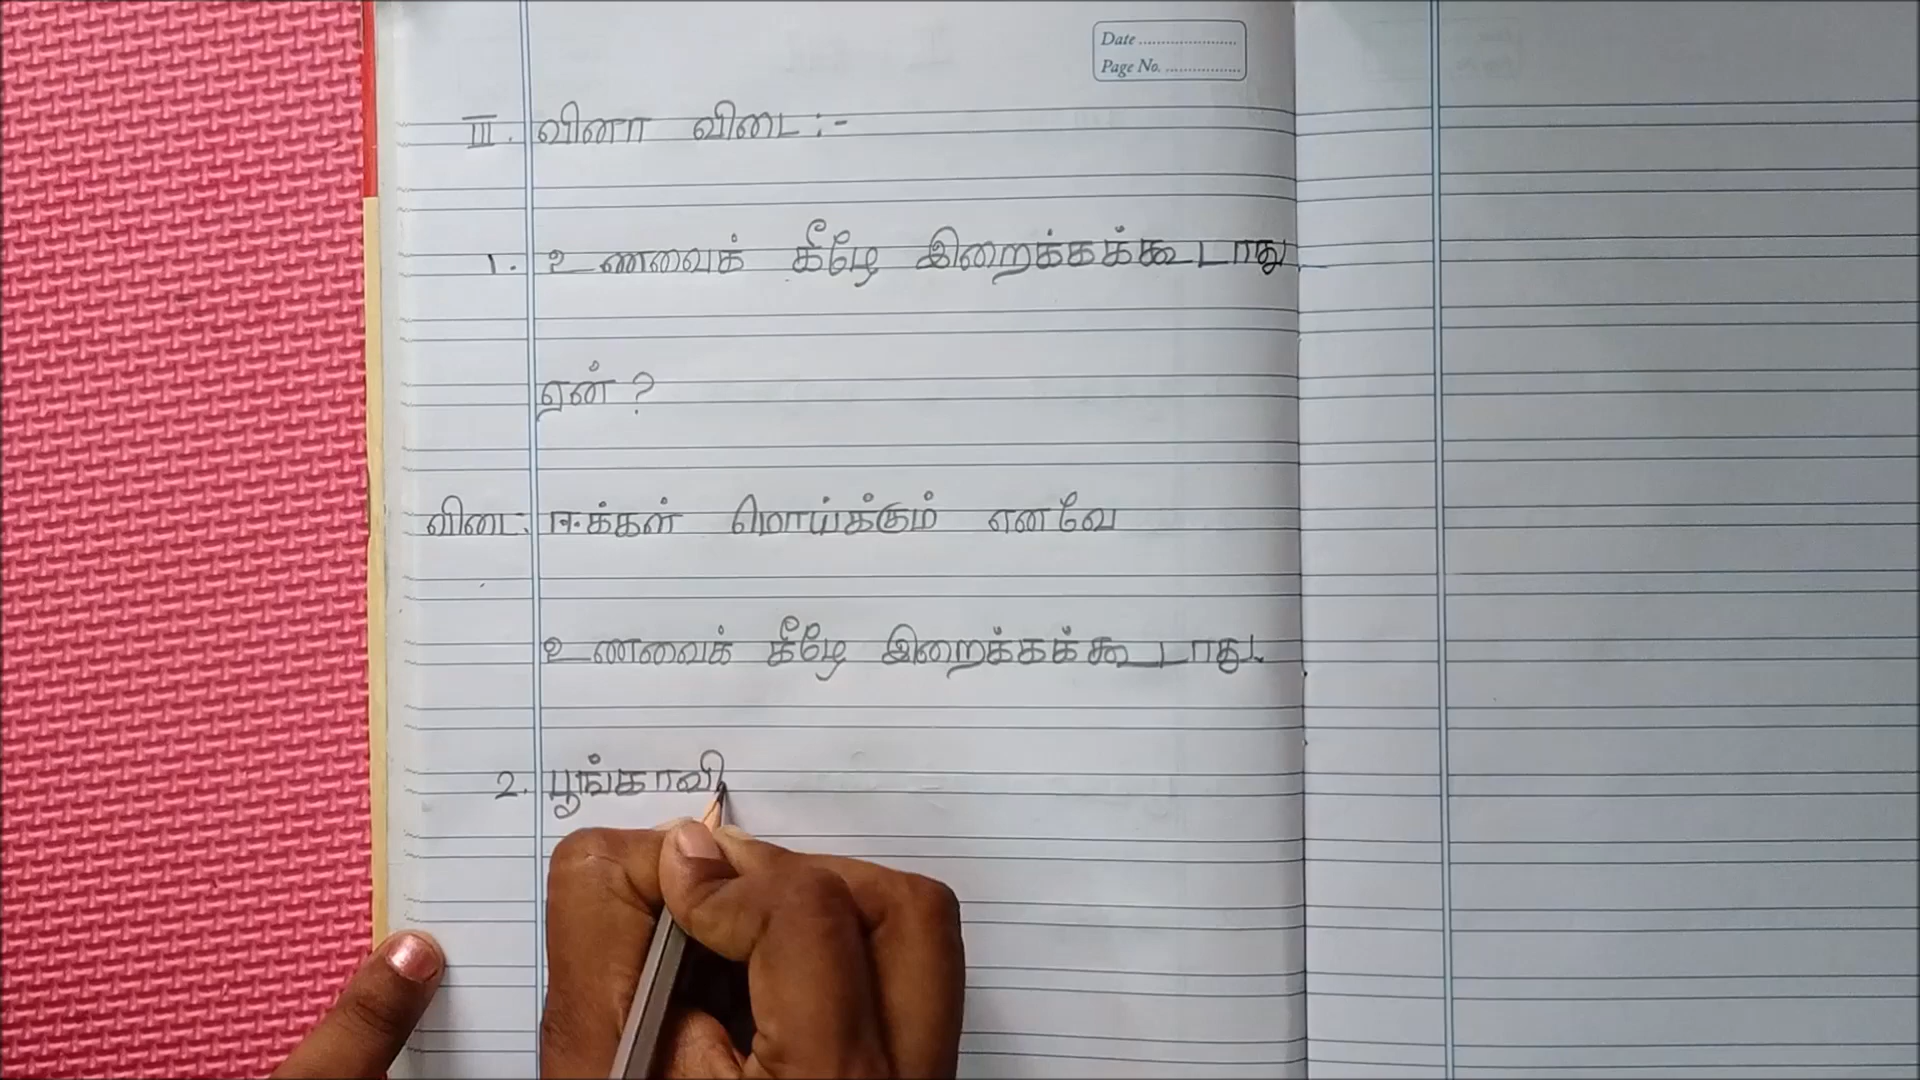 Date ........................
Page No. ..................
III. வினா விடை :-
1. உணவைக் கீழே இறைக்கக்கூடாது
ஏன் ?
விடை: ஈக்கள் மொய்க்கும் எனவே
உணவைக் கீழே இறைக்கக்கூடாது.
2. பூங்காவி